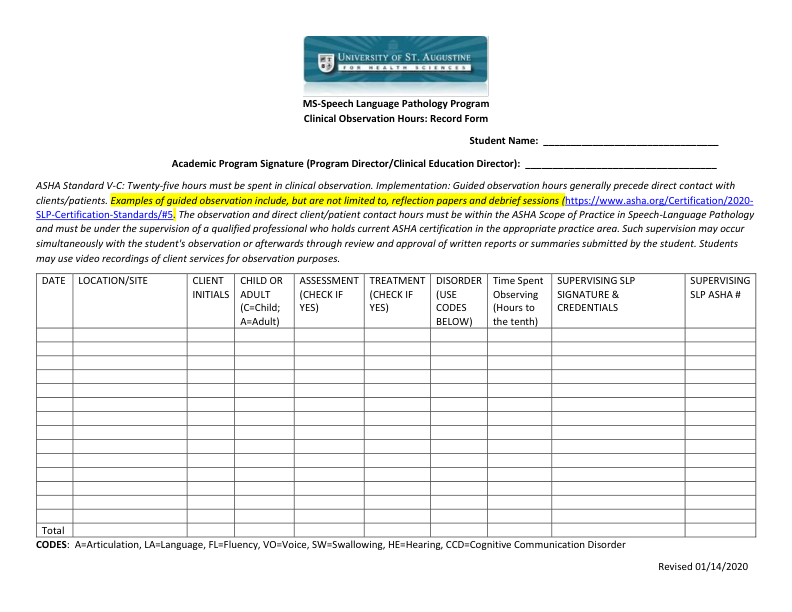 UNIVERSITY OF ST. AUGUSTINE
FOR HEALTH SCIENCES
MS-Speech Language Pathology Program
Clinical Observation Hours: Record Form
Student Name: ________________________________
Academic Program Signature (Program Director/Clinical Education Director): ___________________________________
ASHA Standard V-C: Twenty-five hours must be spent in clinical observation. Implementation: Guided observation hours generally precede direct contact with
clients/patients. Examples of guided observation include, but are not limited to, reflection papers and debrief sessions (https://www.asha.org/Certification/2020-
SLP-Certification-Standards/#5. The observation and direct client/patient contact hours must be within the ASHA Scope of Practice in Speech-Language Pathology
and must be under the supervision of a qualified professional who holds current ASHA certification in the appropriate practice area. Such supervision may occur
simultaneously with the student's observation or afterwards through review and approval of written reports or summaries submitted by the student. Students
may use video recordings of client services for observation purposes.
DATE LOCATION/SITE CLIENT CHILD OR ASSESSMENT TREATMENT DISORDER Time Spent SUPERVISING SLP SUPERVISING
INITIALS ADULT (CHECK IF (CHECK IF (USE Observing SIGNATURE & SLP ASHA #
(C=Child; YES) YES) CODES (Hours to CREDENTIALS
A=Adult) BELOW) the tenth)
Total
CODES: A=Articulation, LA=Language, FL=Fluency, VO=Voice, SW=Swallowing, HE=Hearing, CCD=Cognitive Communication Disorder
Revised 01/14/2020